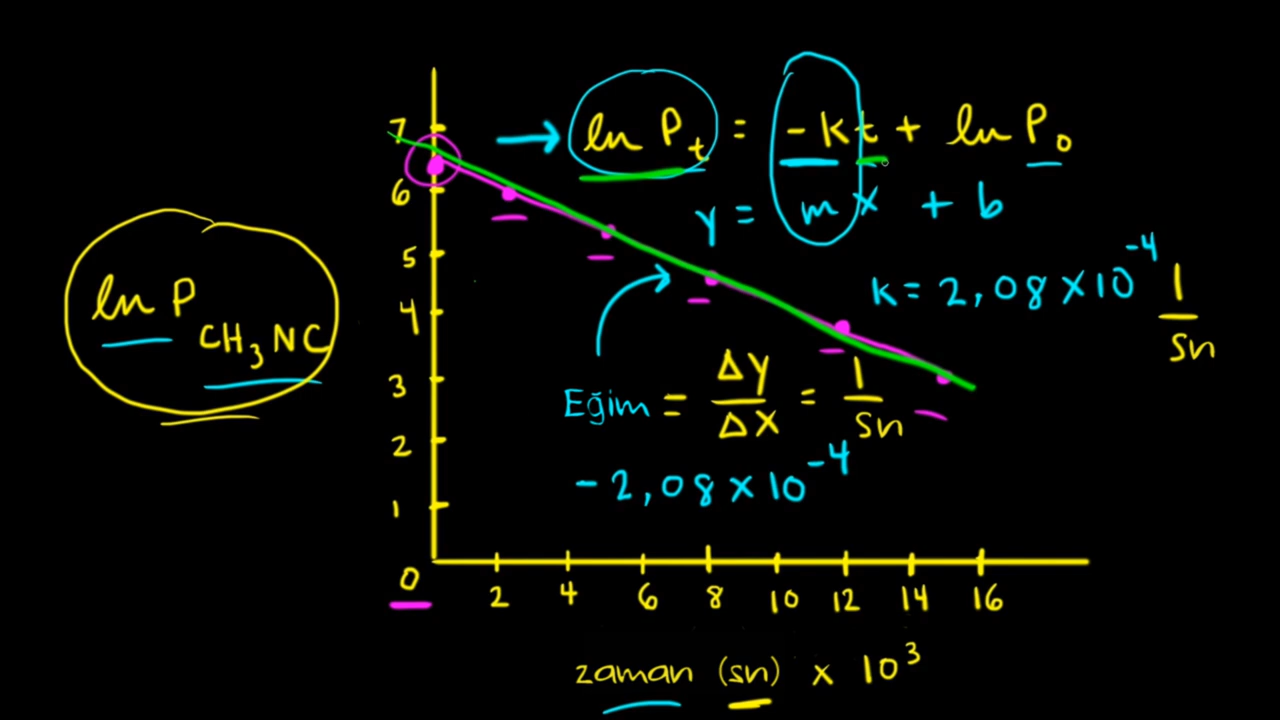 ln Pt = -kt + ln P₀
y = mx + b
k = 2,08 x 10⁻⁴ 1/sn
ln P CH₃NC
Eğim = ΔY/ΔX = 1/sn
-2,08 x 10⁻⁴
7
6
5
4
3
2
1
0
2 4 6 8 10 12 14 16
zaman (sn) x 10³